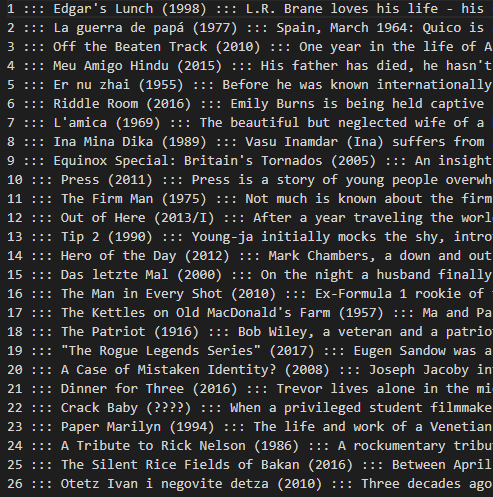 1 ::: Edgar's Lunch (1998) ::: L.R. Brane loves his life - his
2 ::: La guerra de papá (1977) ::: Spain, March 1964: Quico is
3 ::: Off the Beaten Track (2010) ::: One year in the life of A
4 ::: Meu Amigo Hindu (2015) ::: His father has died, he hasn't
5 ::: Er nu zhai (1955) ::: Before he was known internationally
6 ::: Riddle Room (2016) ::: Emily Burns is being held captive
7 ::: L'amica (1969) ::: The beautiful but neglected wife of a
8 ::: Ina Mina Dika (1989) ::: Vasu Inamdar (Ina) suffers from
9 ::: Equinox Special: Britain's Tornados (2005) ::: An insight
10 ::: Press (2011) ::: Press is a story of young people overwh
11 ::: The Firm Man (1975) ::: Not much is known about the firm
12 ::: Out of Here (2013/I) ::: After a year traveling the worl
13 ::: Tip 2 (1990) ::: Young-ja initially mocks the shy, intro
14 ::: Hero of the Day (2012) ::: Mark Chambers, a down and out
15 ::: Das letzte Mal (2000) ::: On the night a husband finally
16 ::: The Man in Every Shot (2010) ::: Ex-Formula 1 rookie of
17 ::: The Kettles on Old MacDonald's Farm (1957) ::: Ma and Pa
18 ::: The Patriot (1916) ::: Bob Wiley, a veteran and a patrio
19 ::: "The Rogue Legends Series" (2017) ::: Eugen Sandow was a
20 ::: A Case of Mistaken Identity? (2008) ::: Joseph Jacoby in
21 ::: Dinner for Three (2016) ::: Trevor lives alone in the mi
22 ::: Crack Baby (????) ::: When a privileged student filmmake
23 ::: Paper Marilyn (1994) ::: The life and work of a Venetian
24 ::: A Tribute to Rick Nelson (1986) ::: A rockumentary tribu
25 ::: The Silent Rice Fields of Bakan (2016) ::: Between April
26 ::: Otetz Ivan i negovite detza (2010) ::: Three decades ago